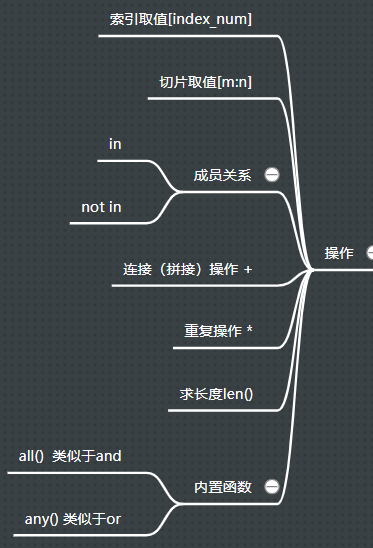 索引取值[index_num]
切片取值[m:n]
in
成员关系
not in
操作
连接（拼接）操作 +
重复操作 *
求长度len()
all() 类似于and
内置函数
any() 类似于or